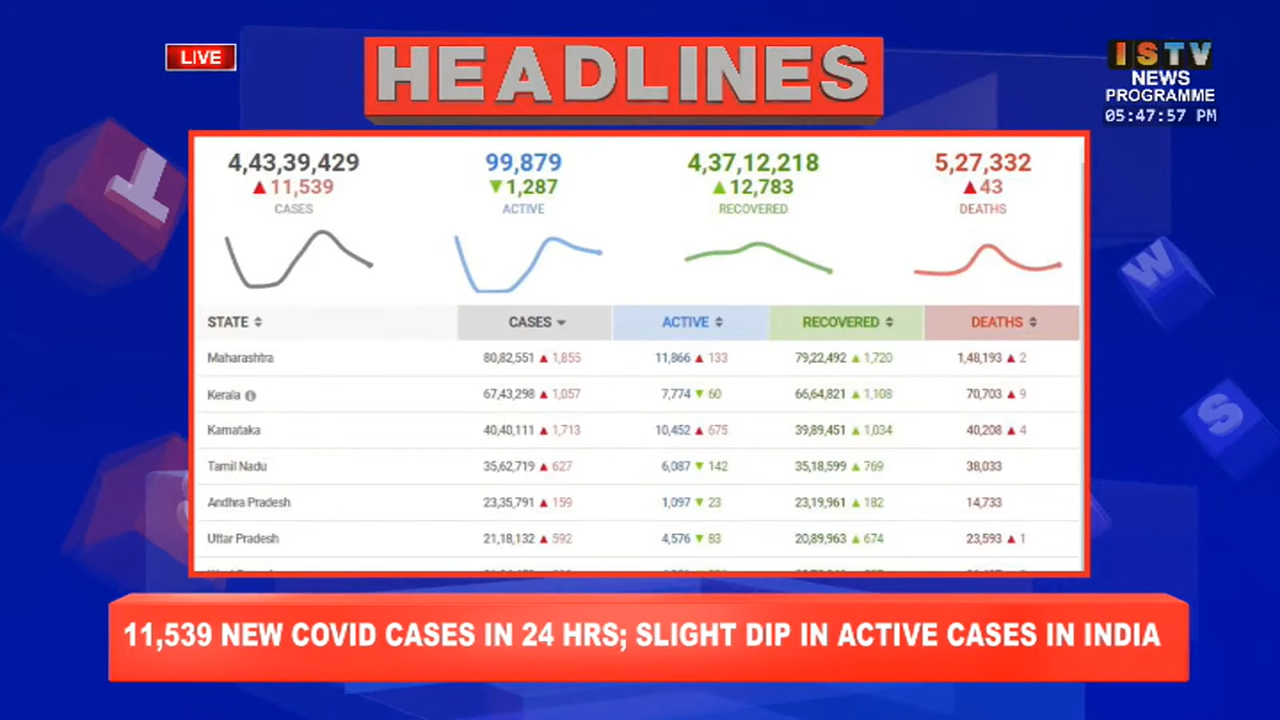 LIVE
HEADLINES
ISTV
NEWS
PROGRAMME
05:47:57 PM
4,43,39,429 99,879 4,37,12,218 5,27,332
▲11,539 ▼1,287 ▲12,783 ▲43
CASES ACTIVE RECOVERED DEATHS
STATE CASES ACTIVE RECOVERED DEATHS
Maharashtra 80,82,551 ▲ 1,855 11,866 ▲ 133 79,22,492 ▲ 1,720 1,48,193 ▲ 2
Kerala 67,43,298 ▲ 1,057 7,774 ▼ 60 66,64,821 ▲ 1,108 70,703 ▲ 9
Karnataka 40,40,111 ▲ 1,713 10,452 ▲ 675 39,89,451 ▲ 1,034 40,208 ▲ 4
Tamil Nadu 35,62,719 ▲ 627 6,087 ▼ 142 35,18,599 ▲ 769 38,033
Andhra Pradesh 23,35,791 ▲ 159 1,097 ▼ 23 23,19,961 ▲ 182 14,733
Uttar Pradesh 21,18,132 ▲ 592 4,576 ▼ 83 20,89,963 ▲ 674 23,593 ▲ 1
T
W
S
11,539 NEW COVID CASES IN 24 HRS; SLIGHT DIP IN ACTIVE CASES IN INDIA